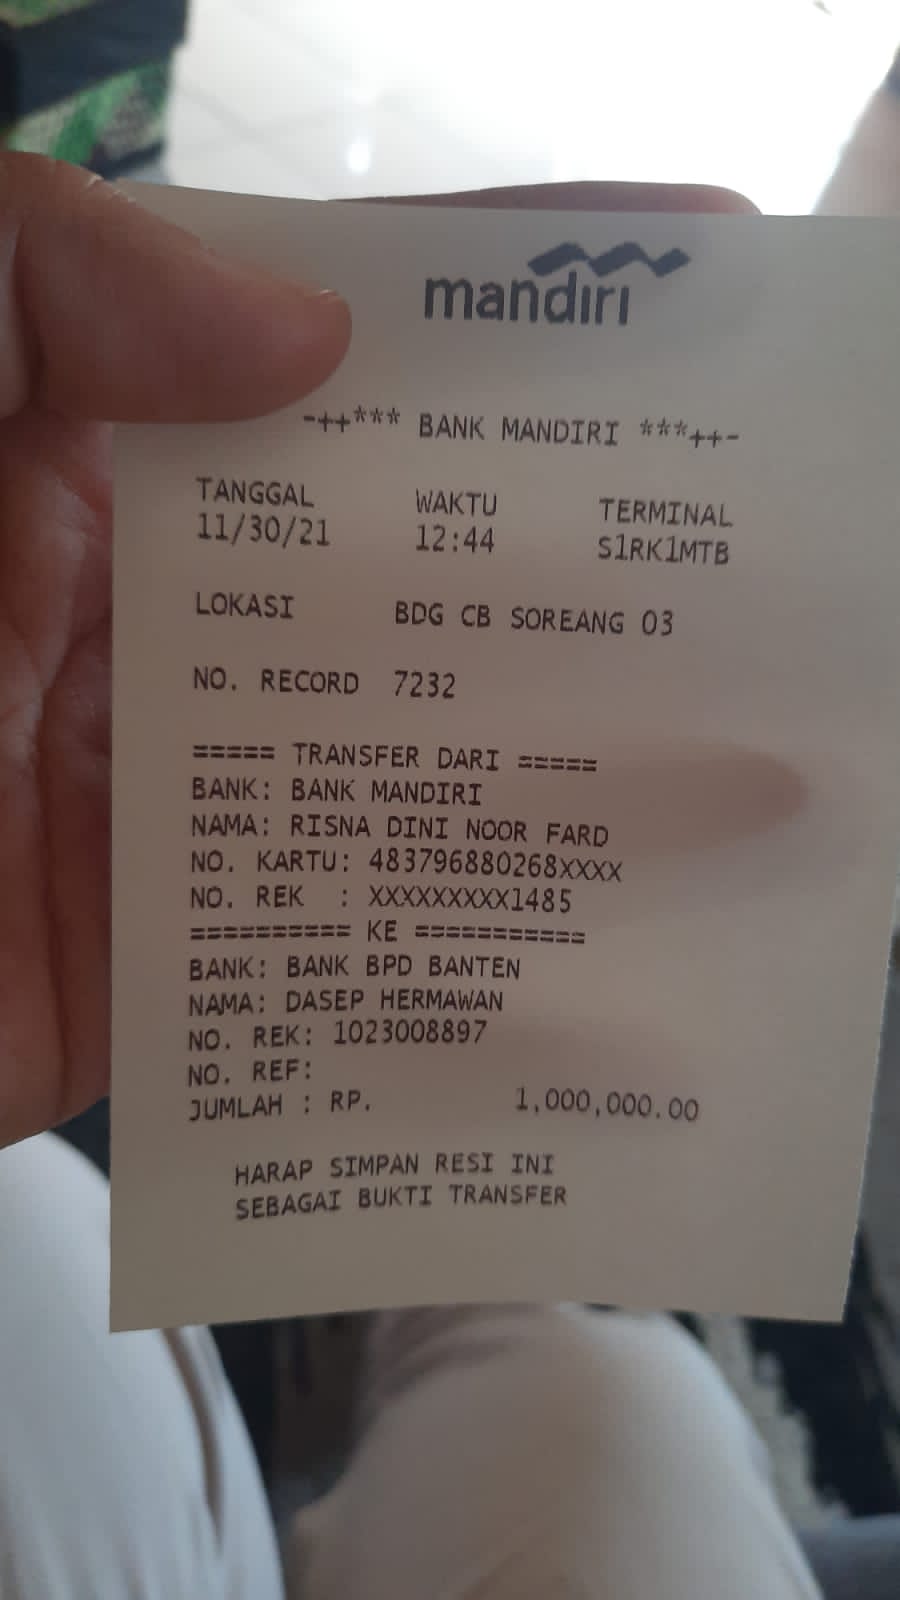 mandiri
-++*** BANK MANDIRI ***++-
TANGGAL WAKTU TERMINAL
11/30/21 12:44 S1RK1MTB
LOKASI BDG CB SOREANG 03
NO. RECORD 7232
===== TRANSFER DARI =====
BANK: BANK MANDIRI
NAMA: RISNA DINI NOOR FARD
NO. KARTU: 483796880268XXXX
NO. REK : XXXXXXXXX1485
========== KE ===========
BANK: BANK BPD BANTEN
NAMA: DASEP HERMAWAN
NO. REK: 1023008897
NO. REF:
JUMLAH : RP. 1,000,000.00
HARAP SIMPAN RESI INI
SEBAGAI BUKTI TRANSFER